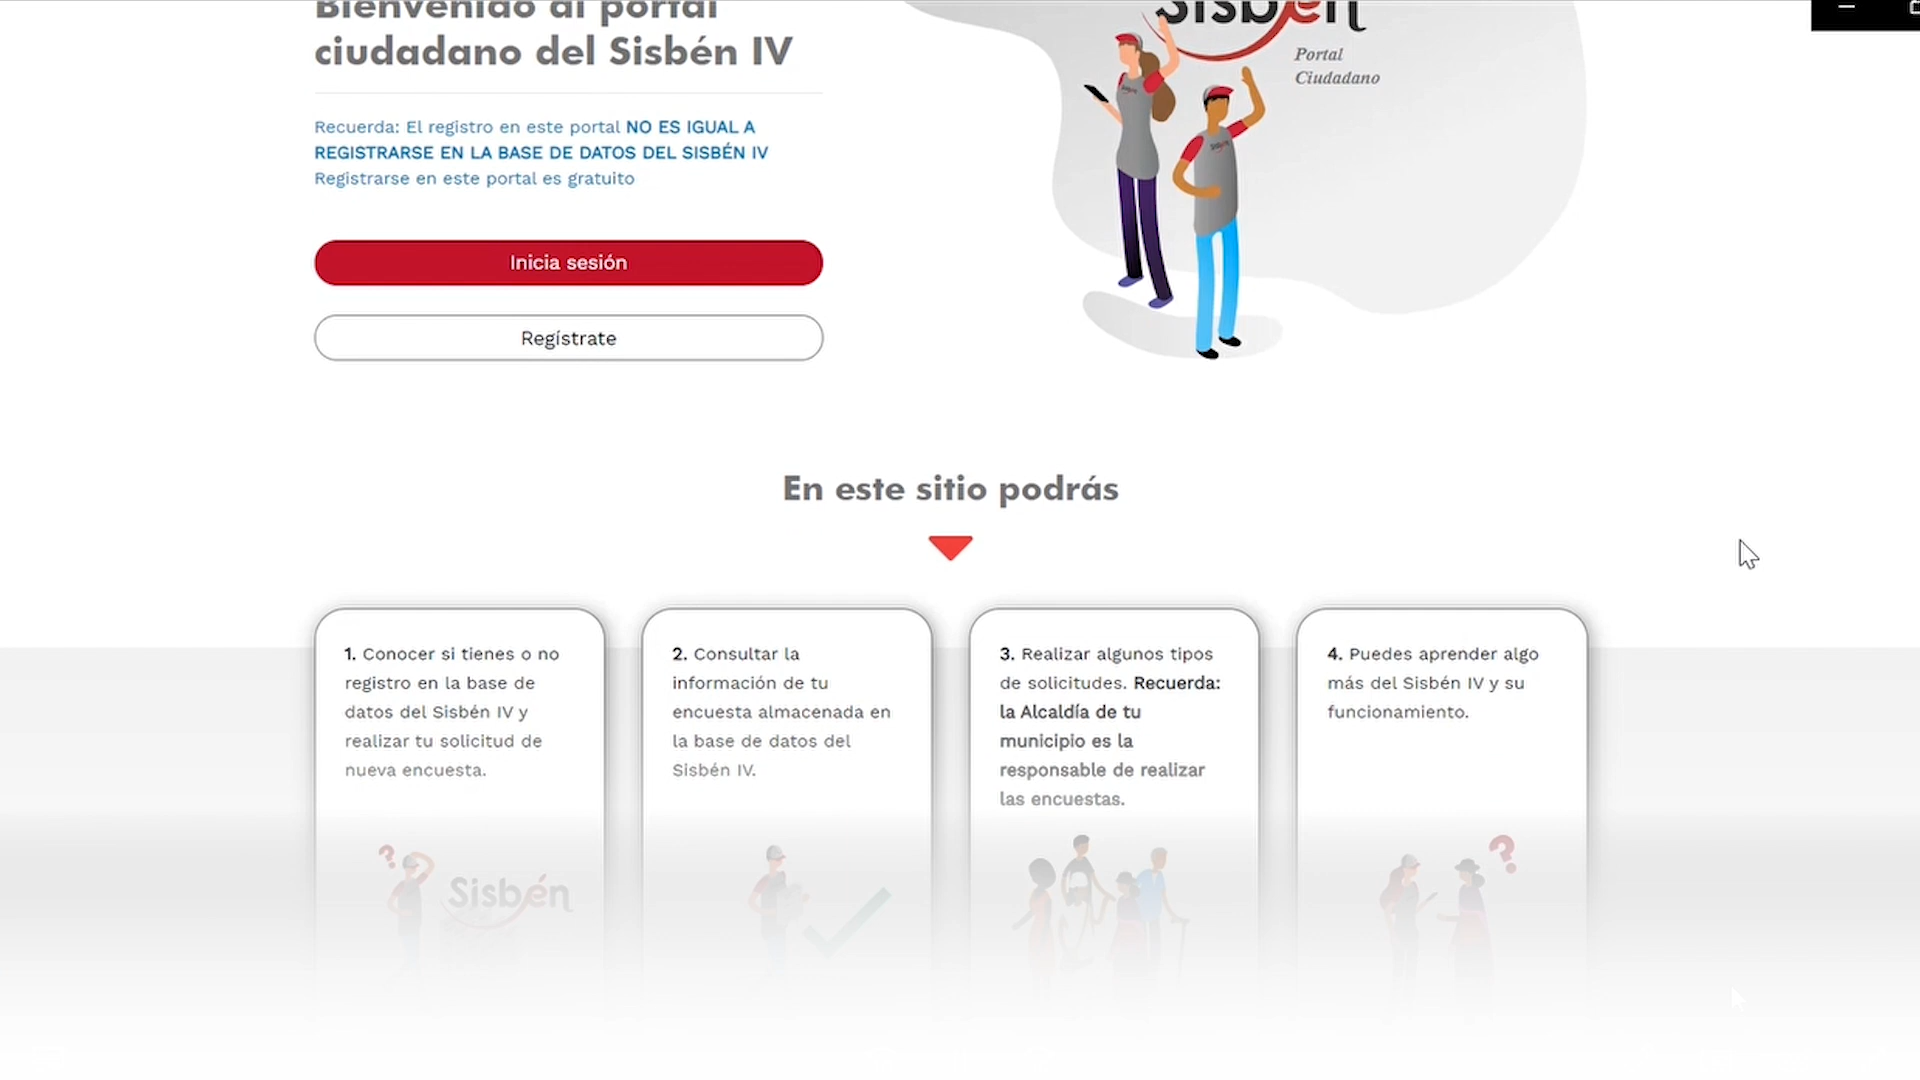 Bienvenido al portal
ciudadano del Sisbén IV
Sisbén
Portal
Ciudadano
Recuerda: El registro en este portal NO ES IGUAL A
REGISTRARSE EN LA BASE DE DATOS DEL SISBÉN IV
Registrarse en este portal es gratuito
Inicia sesión
Regístrate
En este sitio podrás
1. Conocer si tienes o no
registro en la base de
datos del Sisbén IV y
realizar tu solicitud de
nueva encuesta.
2. Consultar la
información de tu
encuesta almacenada en
la base de datos del
Sisbén IV.
3. Realizar algunos tipos
de solicitudes. Recuerda:
la Alcaldía de tu
municipio es la
responsable de realizar
las encuestas.
4. Puedes aprender algo
más del Sisbén IV y su
funcionamiento.
?
Sisbén
?